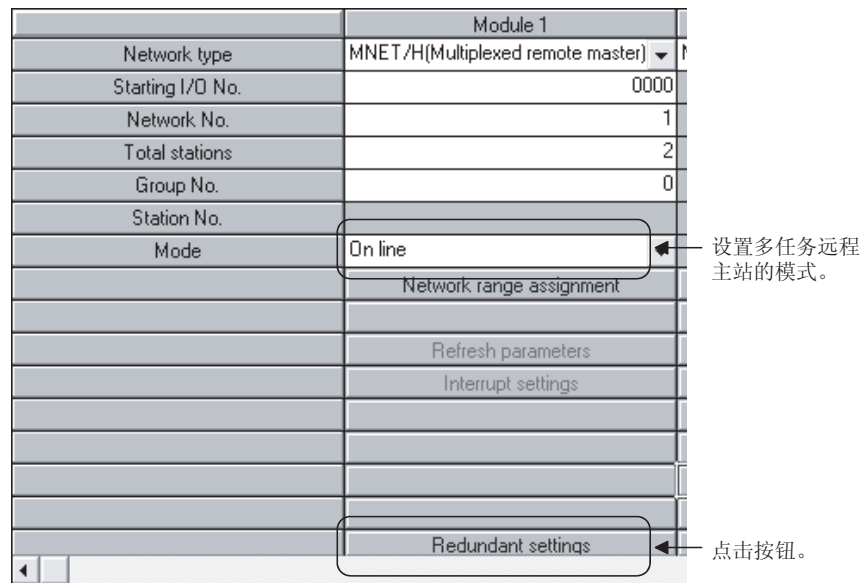 Module 1
Network type MNET/H(Multiplexed remote master)
Starting I/O No. 0000
Network No. 1
Total stations 2
Group No. 0
Station No.
Mode On line
设置多任务远程
主站的模式。
Network range assignment
Refresh parameters
Interrupt settings
Redundant settings
点击按钮。